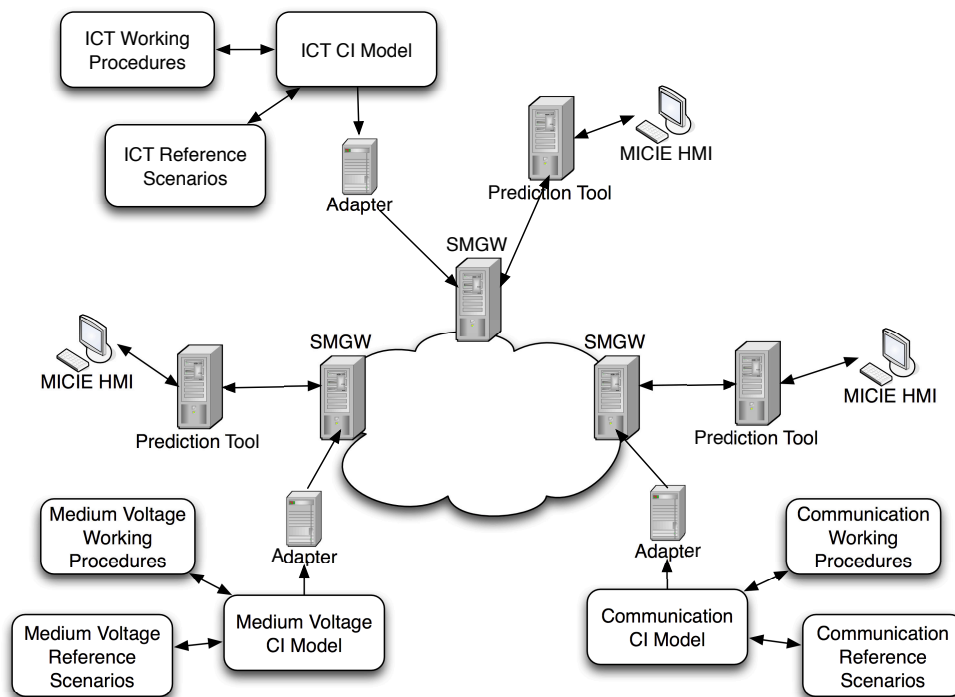 ICT Working
Procedures
ICT CI Model
ICT Reference
Scenarios
Adapter
MICIE HMI
Prediction Tool
SMGW
SMGW
SMGW
MICIE HMI
Prediction Tool
Prediction Tool
MICIE HMI
Medium Voltage
Working
Procedures
Adapter
Medium Voltage
Reference
Scenarios
Medium Voltage
CI Model
Adapter
Communication
Working
Procedures
Communication
CI Model
Communication
Reference
Scenarios